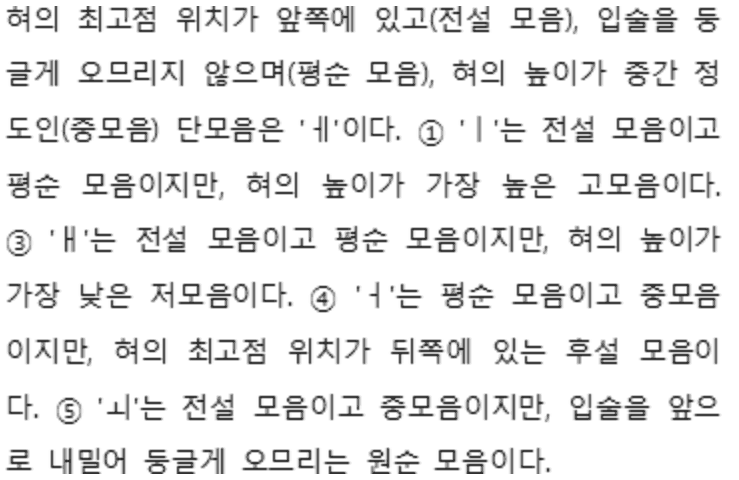 혀의 최고점 위치가 앞쪽에 있고(전설 모음), 입술을 둥
글게 오므리지 않으며(평순 모음), 혀의 높이가 중간 정
도인(중모음) 단모음은 'ㅔ'이다. ① 'ㅣ'는 전설 모음이고
평순 모음이지만, 혀의 높이가 가장 높은 고모음이다.
③ 'ㅐ'는 전설 모음이고 평순 모음이지만, 혀의 높이가
가장 낮은 저모음이다. ④ 'ㅓ'는 평순 모음이고 중모음
이지만, 혀의 최고점 위치가 뒤쪽에 있는 후설 모음이
다. ⑤ 'ㅚ'는 전설 모음이고 중모음이지만, 입술을 앞으
로 내밀어 둥글게 오므리는 원순 모음이다.